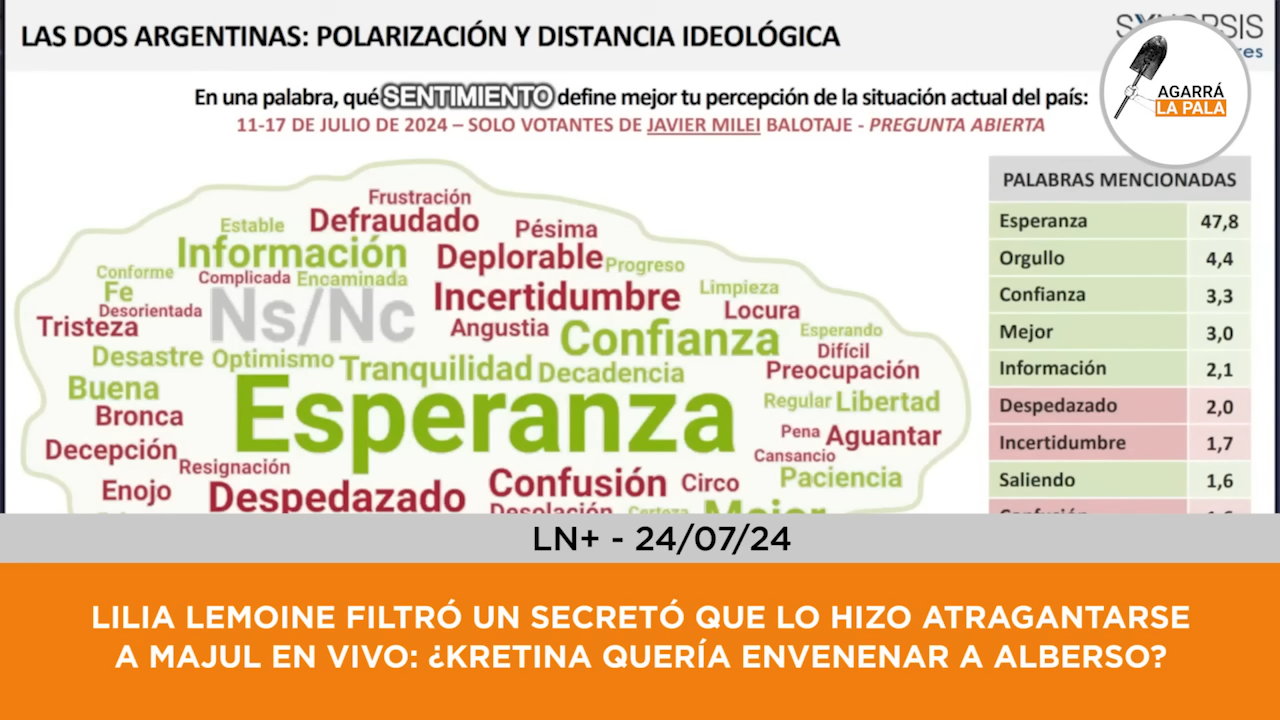 LAS DOS ARGENTINAS: POLARIZACIÓN Y DISTANCIA IDEOLÓGICA
SYNOPSIS
AGARRÁ
LA PALA
En una palabra, qué SENTIMIENTO define mejor tu percepción de la situación actual del país:
11-17 DE JULIO DE 2024 – SOLO VOTANTES DE JAVIER MILEI BALOTAJE - PREGUNTA ABIERTA
Frustración
Estable Defraudado Pésima
Información Deplorable Progreso
Conforme Complicada Encaminada
Fe Ns/Nc Incertidumbre Limpieza
Desorientada Locura
Tristeza Angustia Confianza Esperando
Desastre Optimismo Tranquilidad Decadencia Difícil
Preocupación
Buena Esperanza Regular Libertad
Bronca
Decepción Pena Aguantar
Resignación Cansancio
Enojo Despedazado Confusión Circo Paciencia
Desolación Certeza Mejor
PALABRAS MENCIONADAS
Esperanza 47,8
Orgullo 4,4
Confianza 3,3
Mejor 3,0
Información 2,1
Despedazado 2,0
Incertidumbre 1,7
Saliendo 1,6
LN+ - 24/07/24
LILIA LEMOINE FILTRÓ UN SECRETÓ QUE LO HIZO ATRAGANTARSE
A MAJUL EN VIVO: ¿KRETINA QUERÍA ENVENENAR A ALBERSO?